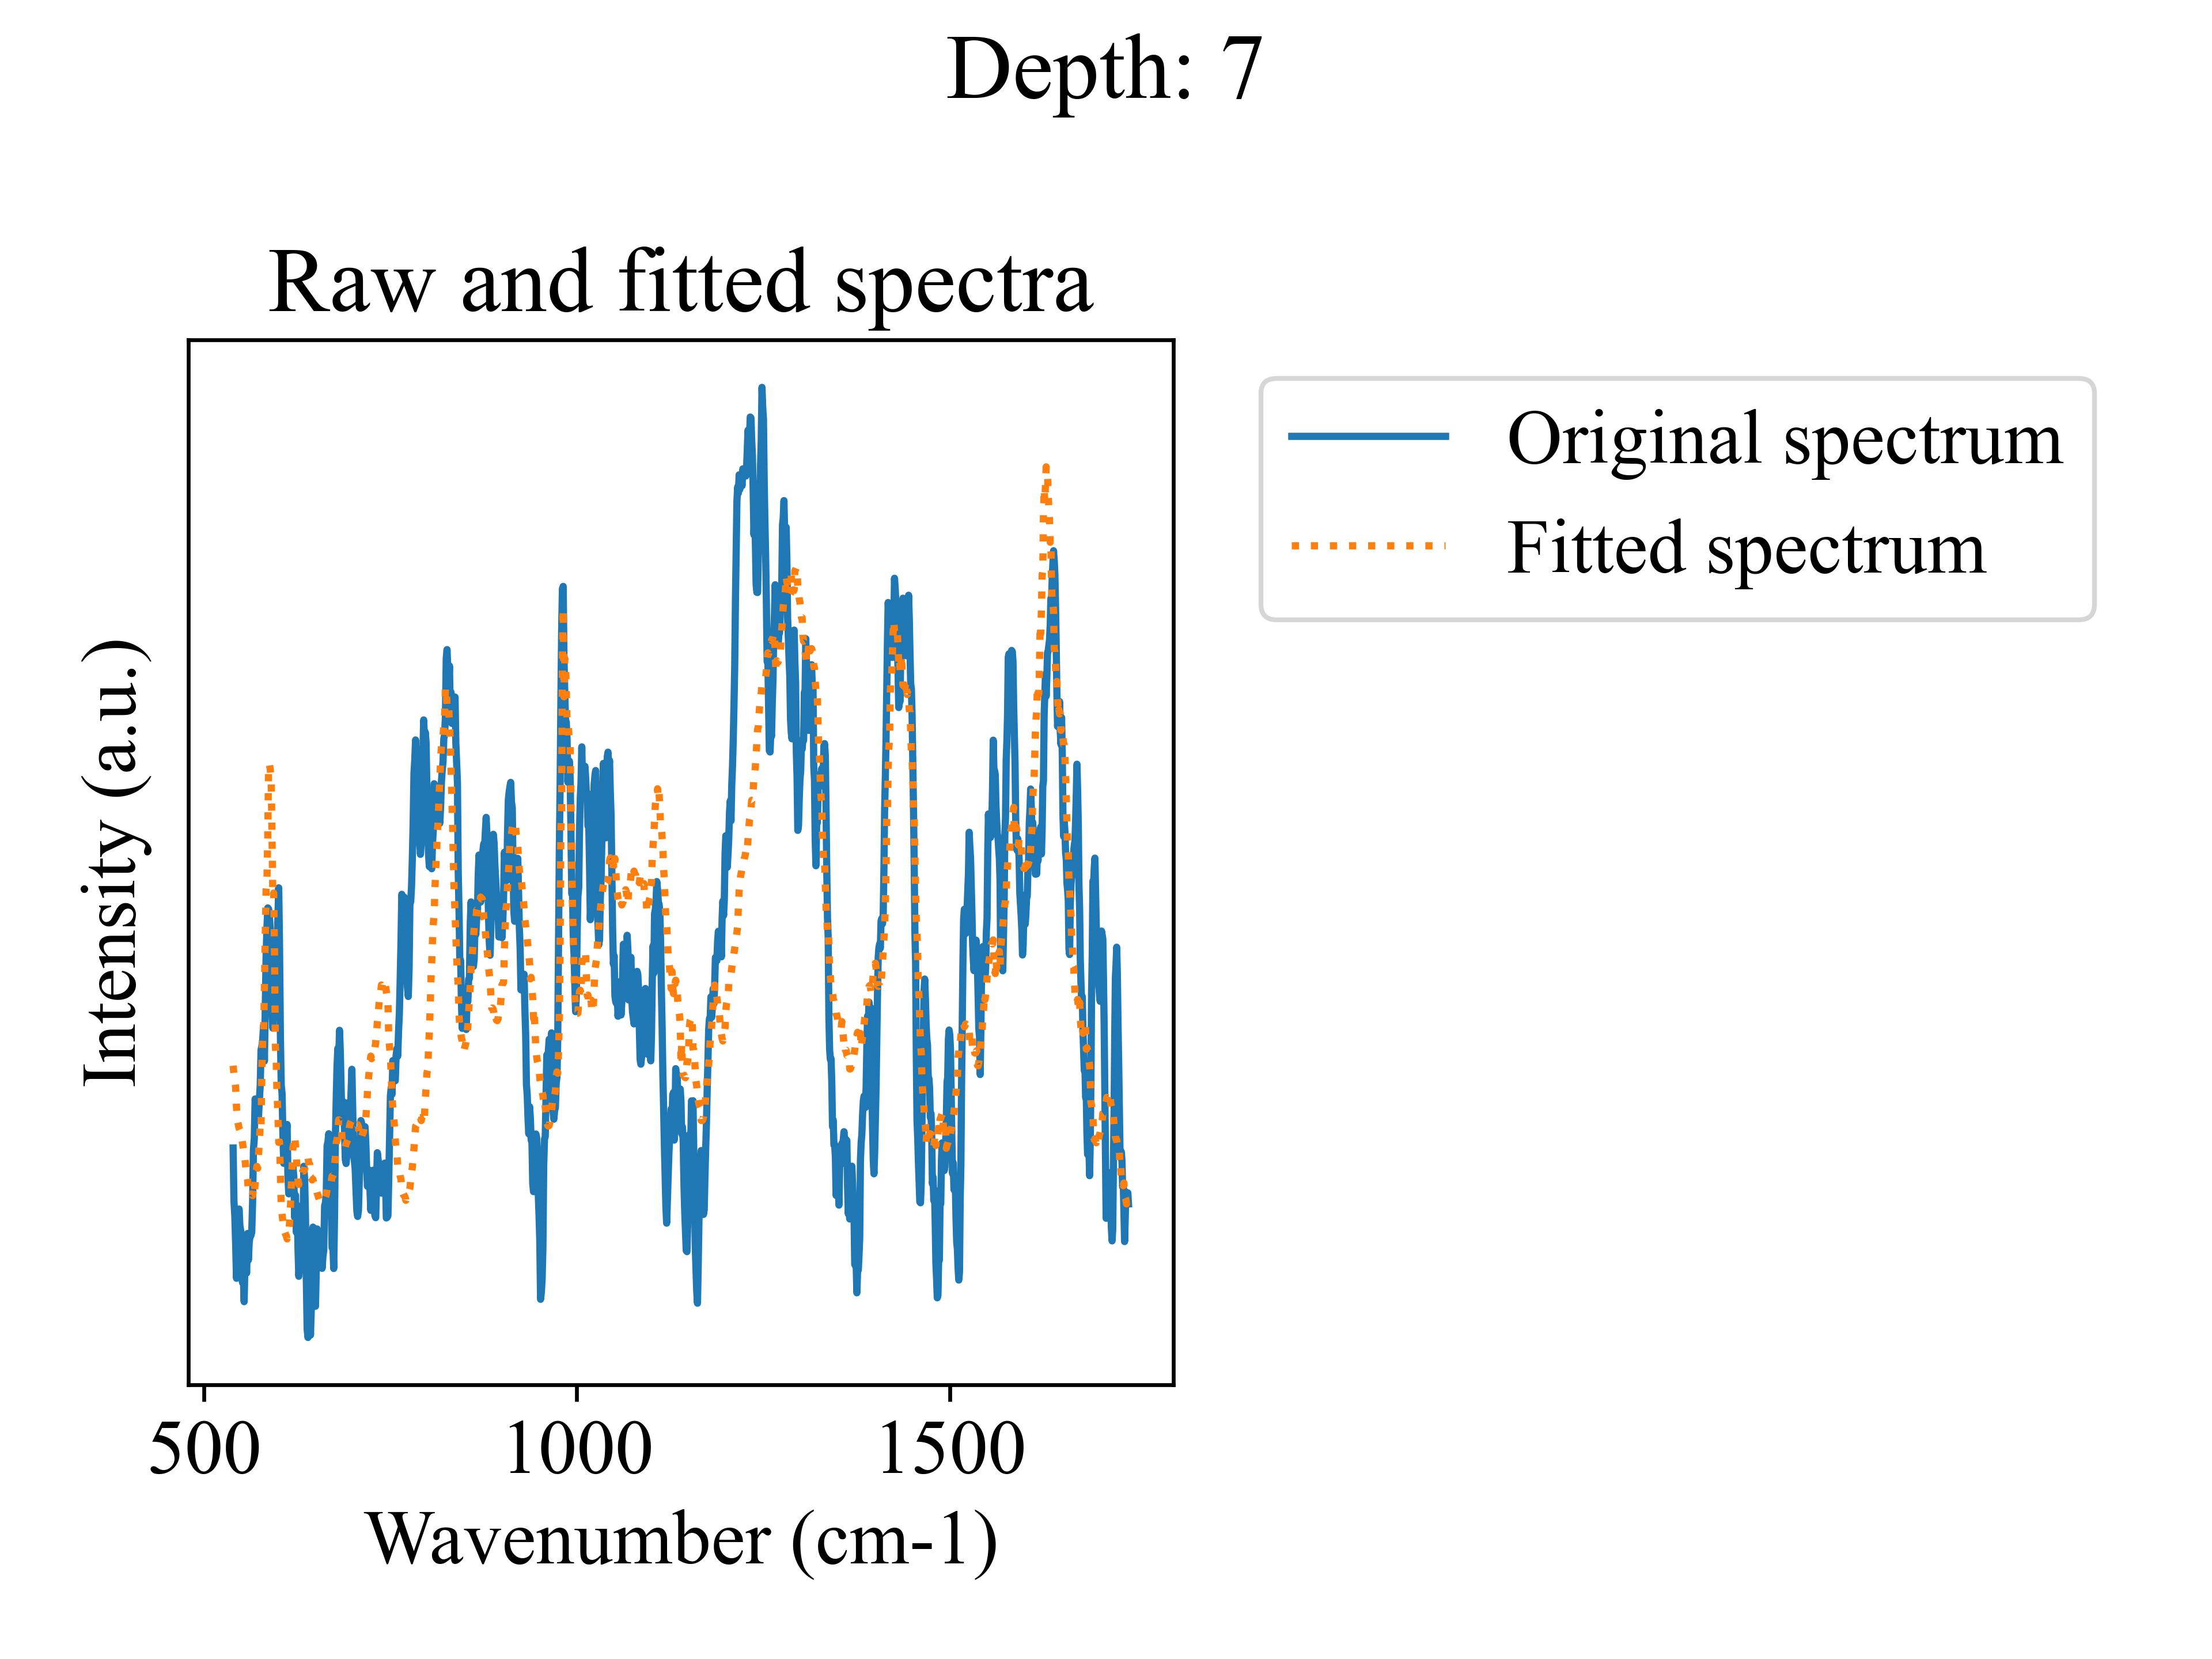 Depth: 7
Raw and fitted spectra
Original spectrum
Fitted spectrum
Intensity (a.u.)
500 1000 1500
Wavenumber (cm-1)